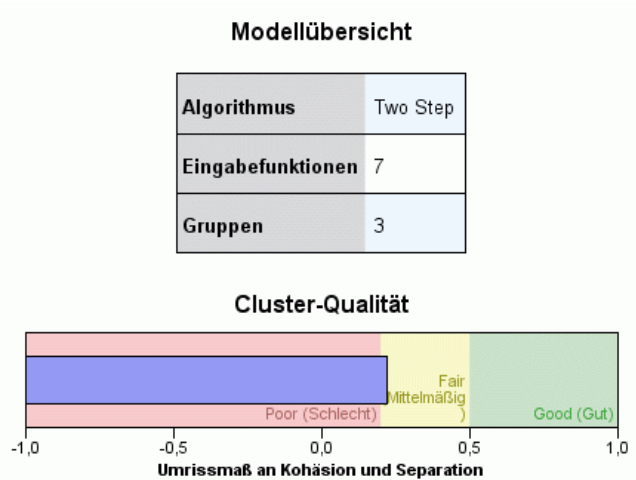 Modellübersicht
Algorithmus Two Step
Eingabefunktionen 7
Gruppen 3
Cluster-Qualität
Fair
Mittelmäßig
Poor (Schlecht) ) Good (Gut)
-1,0 -0,5 0,0 0,5 1,0
Umrissmaß an Kohäsion und Separation